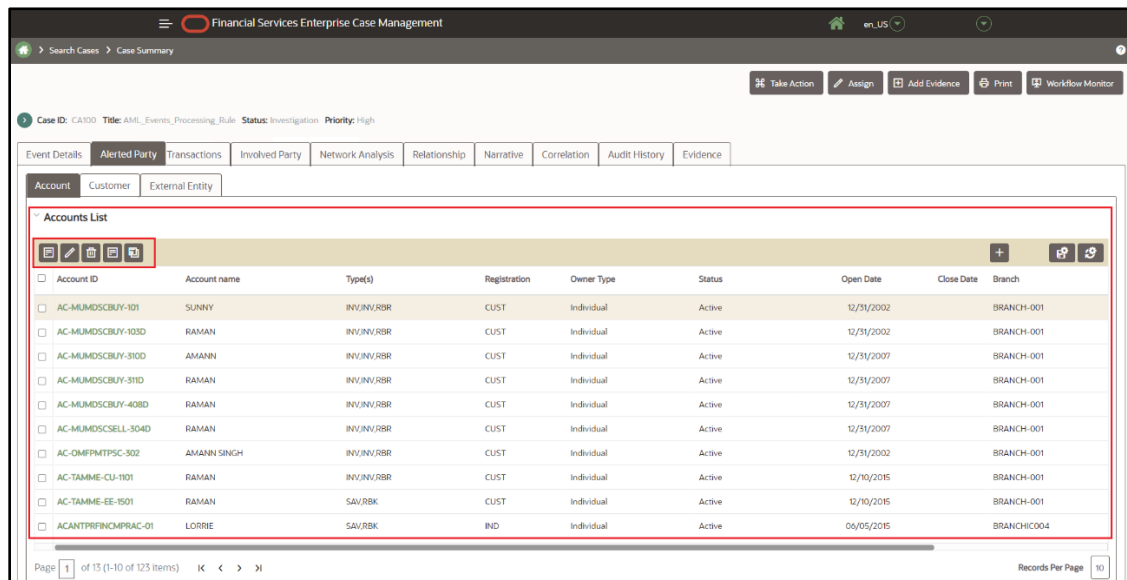 Financial Services Enterprise Case Management en_US
> Search Cases > Case Summary ?
Take Action Assign Add Evidence Print Workflow Monitor
Case ID: CA100 Title: AML_Events_Processing_Rule Status: Investigation Priority: High
Event Details Alerted Party Transactions Involved Party Network Analysis Relationship Narrative Correlation Audit History Evidence
Account Customer External Entity
Accounts List
Account ID Account name Type(s) Registration Owner Type Status Open Date Close Date Branch
AC-MUMDSCBUY-101 SUNNY INV,INV,RBR CUST Individual Active 12/31/2002 BRANCH-001
AC-MUMDSCBUY-103D RAMAN INV,INV,RBR CUST Individual Active 12/31/2002 BRANCH-001
AC-MUMDSCBUY-310D AMANN INV,INV,RBR CUST Individual Active 12/31/2007 BRANCH-001
AC-MUMDSCBUY-311D RAMAN INV,INV,RBR CUST Individual Active 12/31/2007 BRANCH-001
AC-MUMDSCBUY-408D RAMAN INV,INV,RBR CUST Individual Active 12/31/2007 BRANCH-001
AC-MUMDSCSELL-304D RAMAN INV,INV,RBR CUST Individual Active 12/31/2007 BRANCH-001
AC-OMFPMTPSC-302 AMANN SINGH INV,INV,RBR CUST Individual Active 12/31/2002 BRANCH-001
AC-TAMME-CU-1101 RAMAN INV,INV,RBR CUST Individual Active 12/10/2015 BRANCH-001
AC-TAMME-EE-1501 RAMAN SAV,RBK CUST Individual Active 12/10/2015 BRANCH-001
ACANTPRFINCMPRAC-01 LORRIE SAV,RBK IND Individual Active 06/05/2015 BRANCHIC004
Page 1 of 13 (1-10 of 123 items) Records Per Page 10